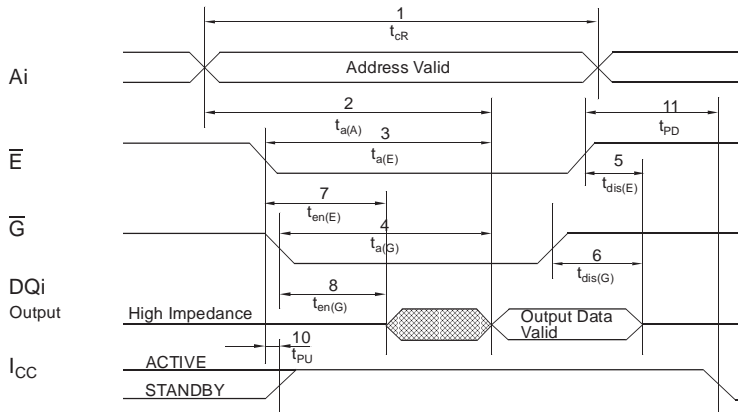 1
tcR
Ai
Address Valid
2
ta(A)
3
ta(E)
11
tPD
E
5
tdis(E)
7
ten(E)
G
4
ta(G)
6
tdis(G)
DQi
Output
8
ten(G)
High Impedance
Output Data
Valid
10
tPU
ICC
ACTIVE
STANDBY